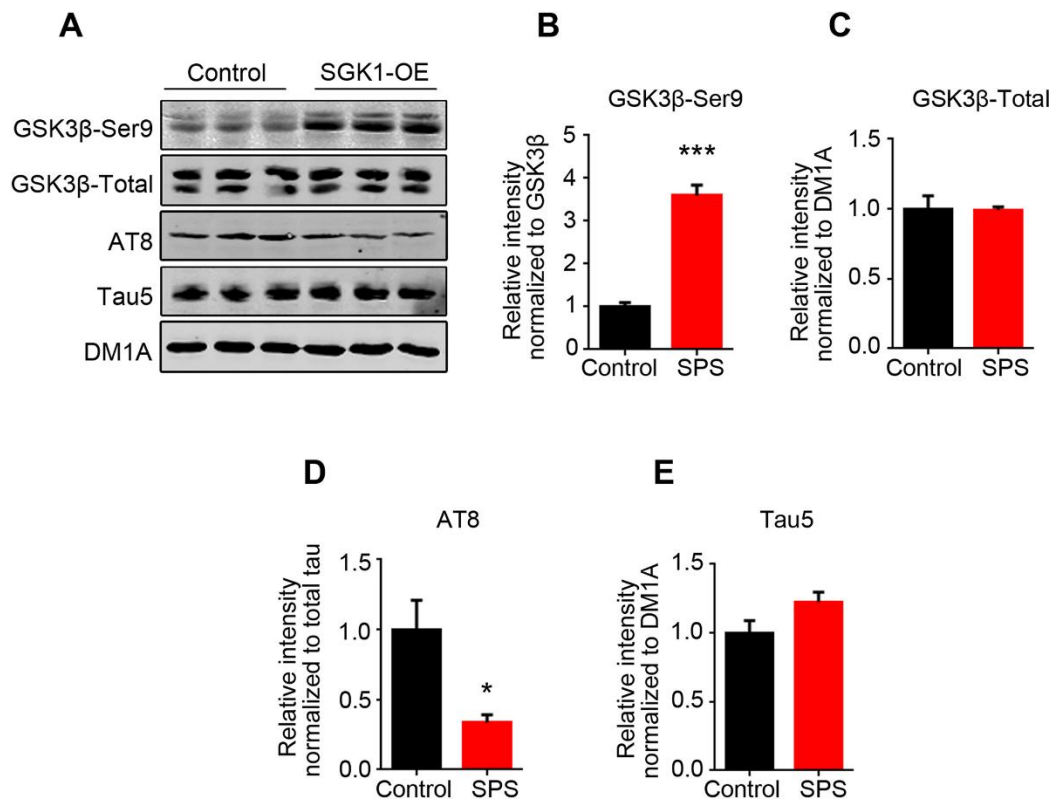 A
Control
SGK1-OE
GSK3β-Ser9
GSK3β-Total
AT8
Tau5
DM1A
B
GSK3β-Ser9
Relative intensity
normalized to GSK3β
5
4
3
2
1
0
***
Control
SPS
C
GSK3β-Total
Relative intensity
normalized to DM1A
1.5
1.0
0.5
0.0
Control
SPS
D
AT8
Relative intensity
normalized to total tau
1.5
1.0
0.5
0.0
*
Control
SPS
E
Tau5
Relative intensity
normalized to DM1A
1.5
1.0
0.5
0.0
Control
SPS